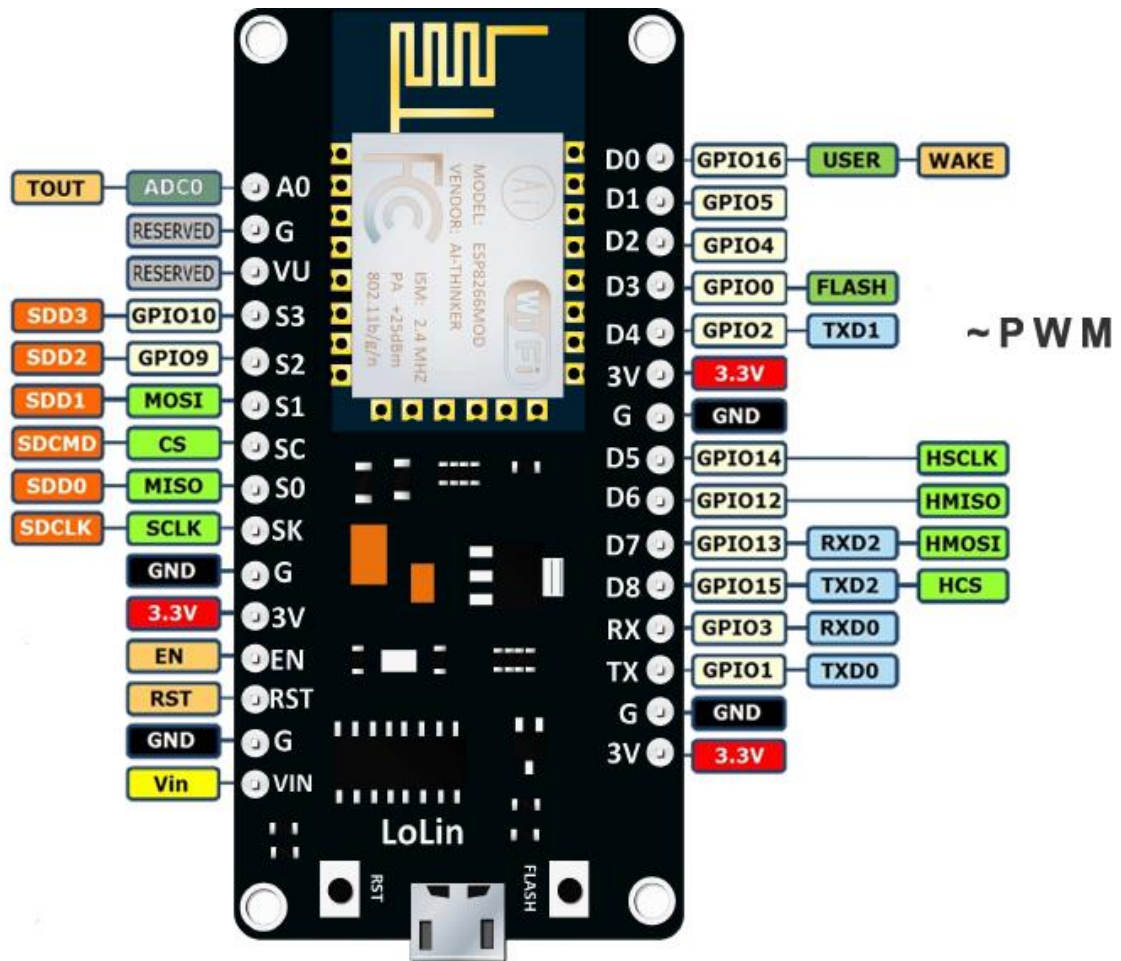 TOUT ADC0 A0
RESERVED G
RESERVED VU
SDD3 GPIO10 S3
SDD2 GPIO9 S2
SDD1 MOSI S1
SDCMD CS SC
SDD0 MISO S0
SDCLK SCLK SK
GND G
3.3V 3V
EN EN
RST RST
GND G
Vin VIN
FCC
Ai
MODEL: ESP8266MOD
VENDOR: AI-THINKER
WiFi
ISM: 2.4 MHZ
PA: +25dBm
802.11b/g/n
D0 GPIO16 USER WAKE
D1 GPIO5
D2 GPIO4
D3 GPIO0 FLASH
D4 GPIO2 TXD1
3V 3.3V
G GND
D5 GPIO14 HSCLK
D6 GPIO12 HMISO
D7 GPIO13 RXD2 HMOSI
D8 GPIO15 TXD2 HCS
RX GPIO3 RXD0
TX GPIO1 TXD0
G GND
3V 3.3V
~PWM
LoLin
RST
FLASH